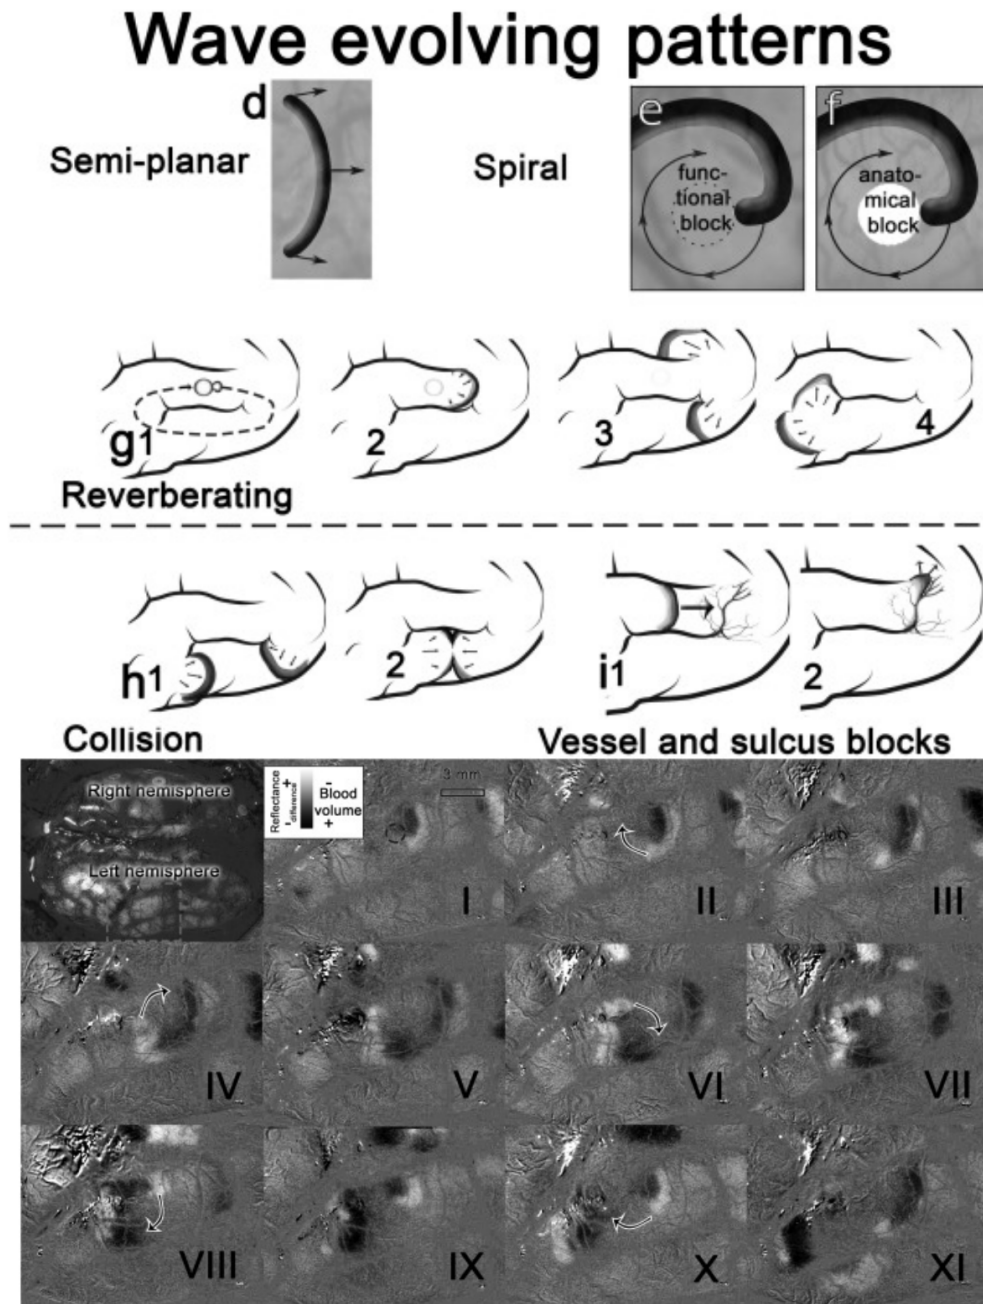 Wave evolving patterns
d
Semi-planar
Spiral
e
func-
tional
block
f
anato-
mical
block
g1
2
3
4
Reverberating
h1
2
i1
2
Collision
Vessel and sulcus blocks
Right hemisphere
Left hemisphere
Reflectance
difference
- +
- Blood
volume
+
3 mm
I
II
III
IV
V
VI
VII
VIII
IX
X
XI